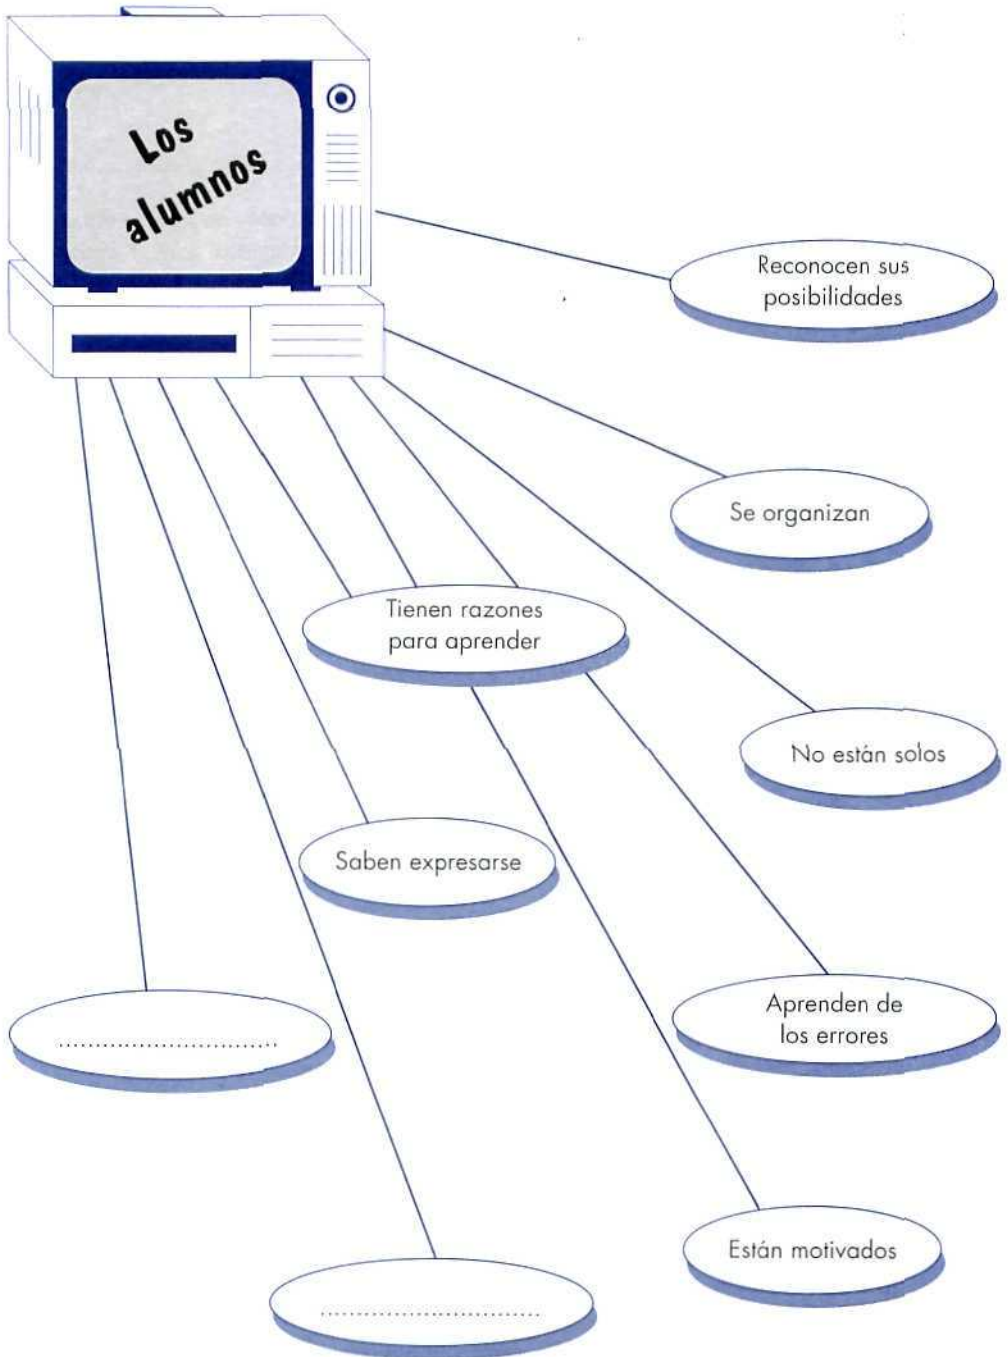 Los
alumnos
Reconocen sus
posibilidades
Se organizan
Tienen razones
para aprender
No están solos
Saben expresarse
Aprenden de
los errores
..............................
Están motivados
..............................